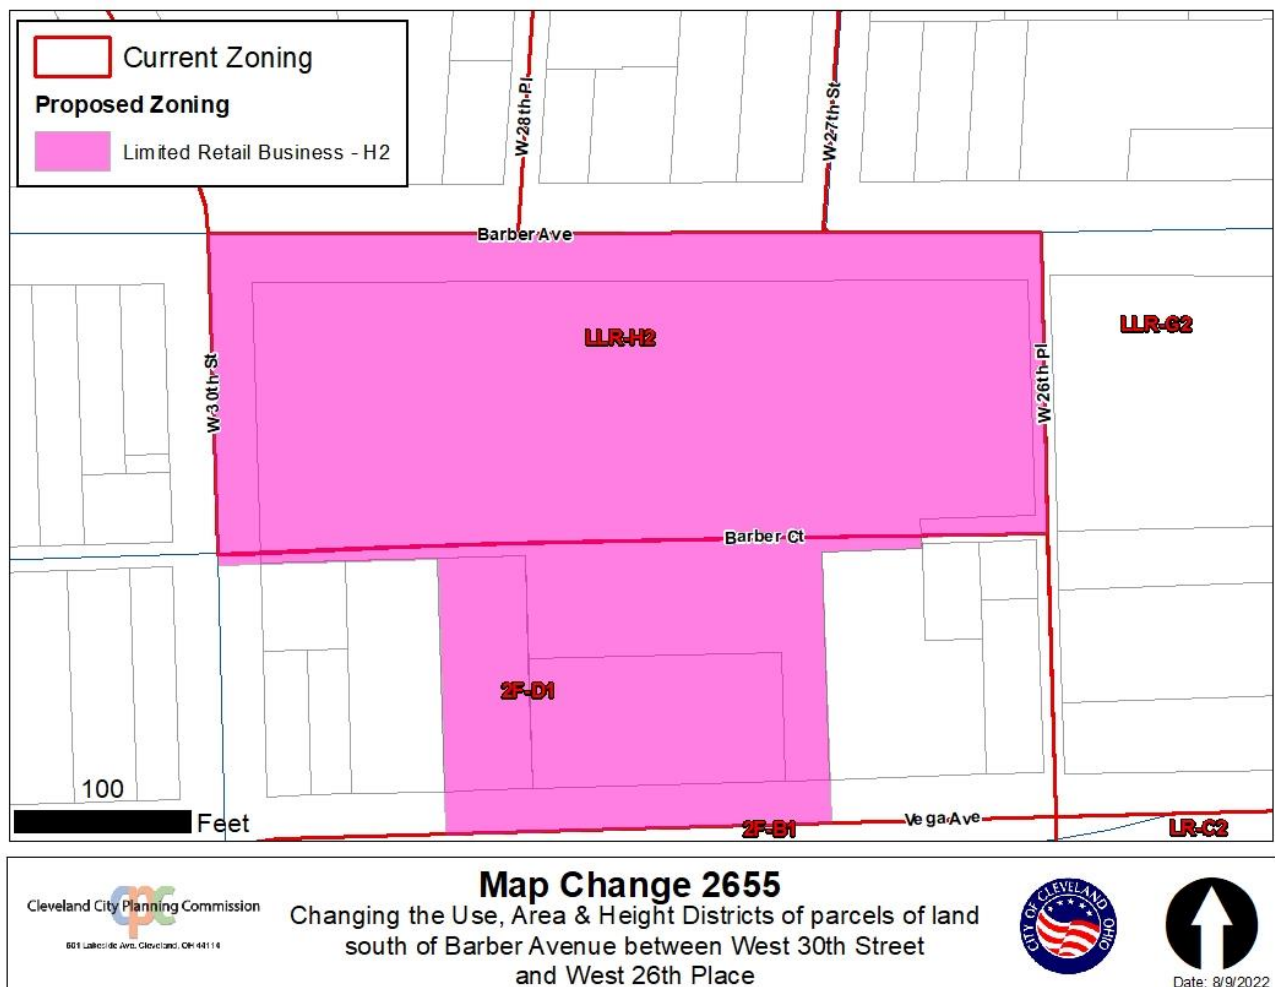 Current Zoning
Proposed Zoning
Limited Retail Business - H2
W 28th Pl
W 27th St
Barber Ave
LLR-H2
LLR-G2
W 30th St
W 26th Pl
Barber Ct
2F-D1
100
Feet
2F-B1
Vega Ave
LR-C2
Cleveland City Planning Commission
cpc
601 Lakeside Ave. Cleveland, OH 44114
Map Change 2655
Changing the Use, Area & Height Districts of parcels of land
south of Barber Avenue between West 30th Street
and West 26th Place
CITY OF CLEVELAND
OHIO
Date: 8/9/2022